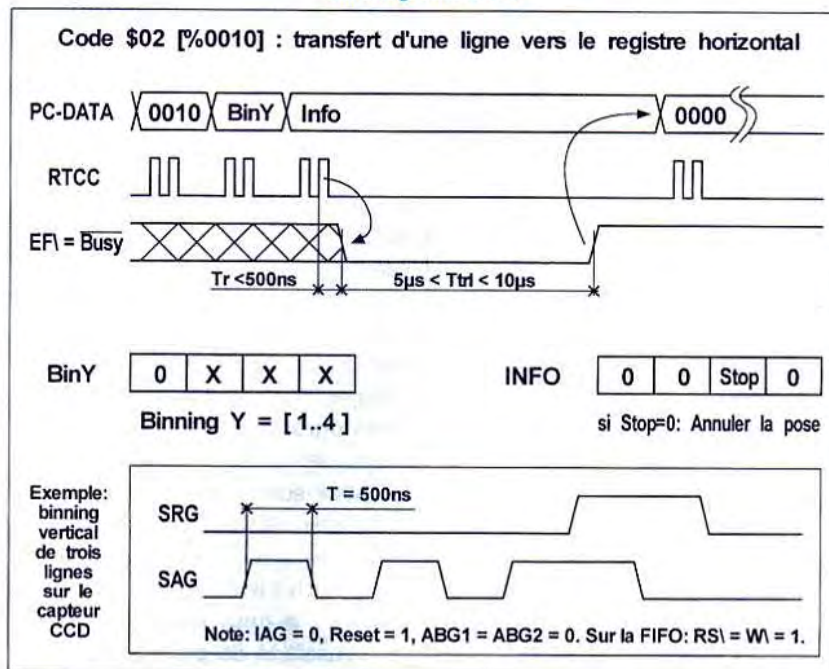 Code $02 [%0010] : transfert d'une ligne vers le registre horizontal
PC-DATA 0010 BinY Info 0000
RTCC
EF\ = Busy
Tr <500ns 5µs < Ttrl < 10µs
BinY 0 X X X INFO 0 0 Stop 0
Binning Y = [1..4] si Stop=0: Annuler la pose
Exemple:
binning
vertical
de trois
lignes
sur le
capteur
CCD
T = 500ns
SRG
SAG
Note: IAG = 0, Reset = 1, ABG1 = ABG2 = 0. Sur la FIFO: RS\ = W\ = 1.